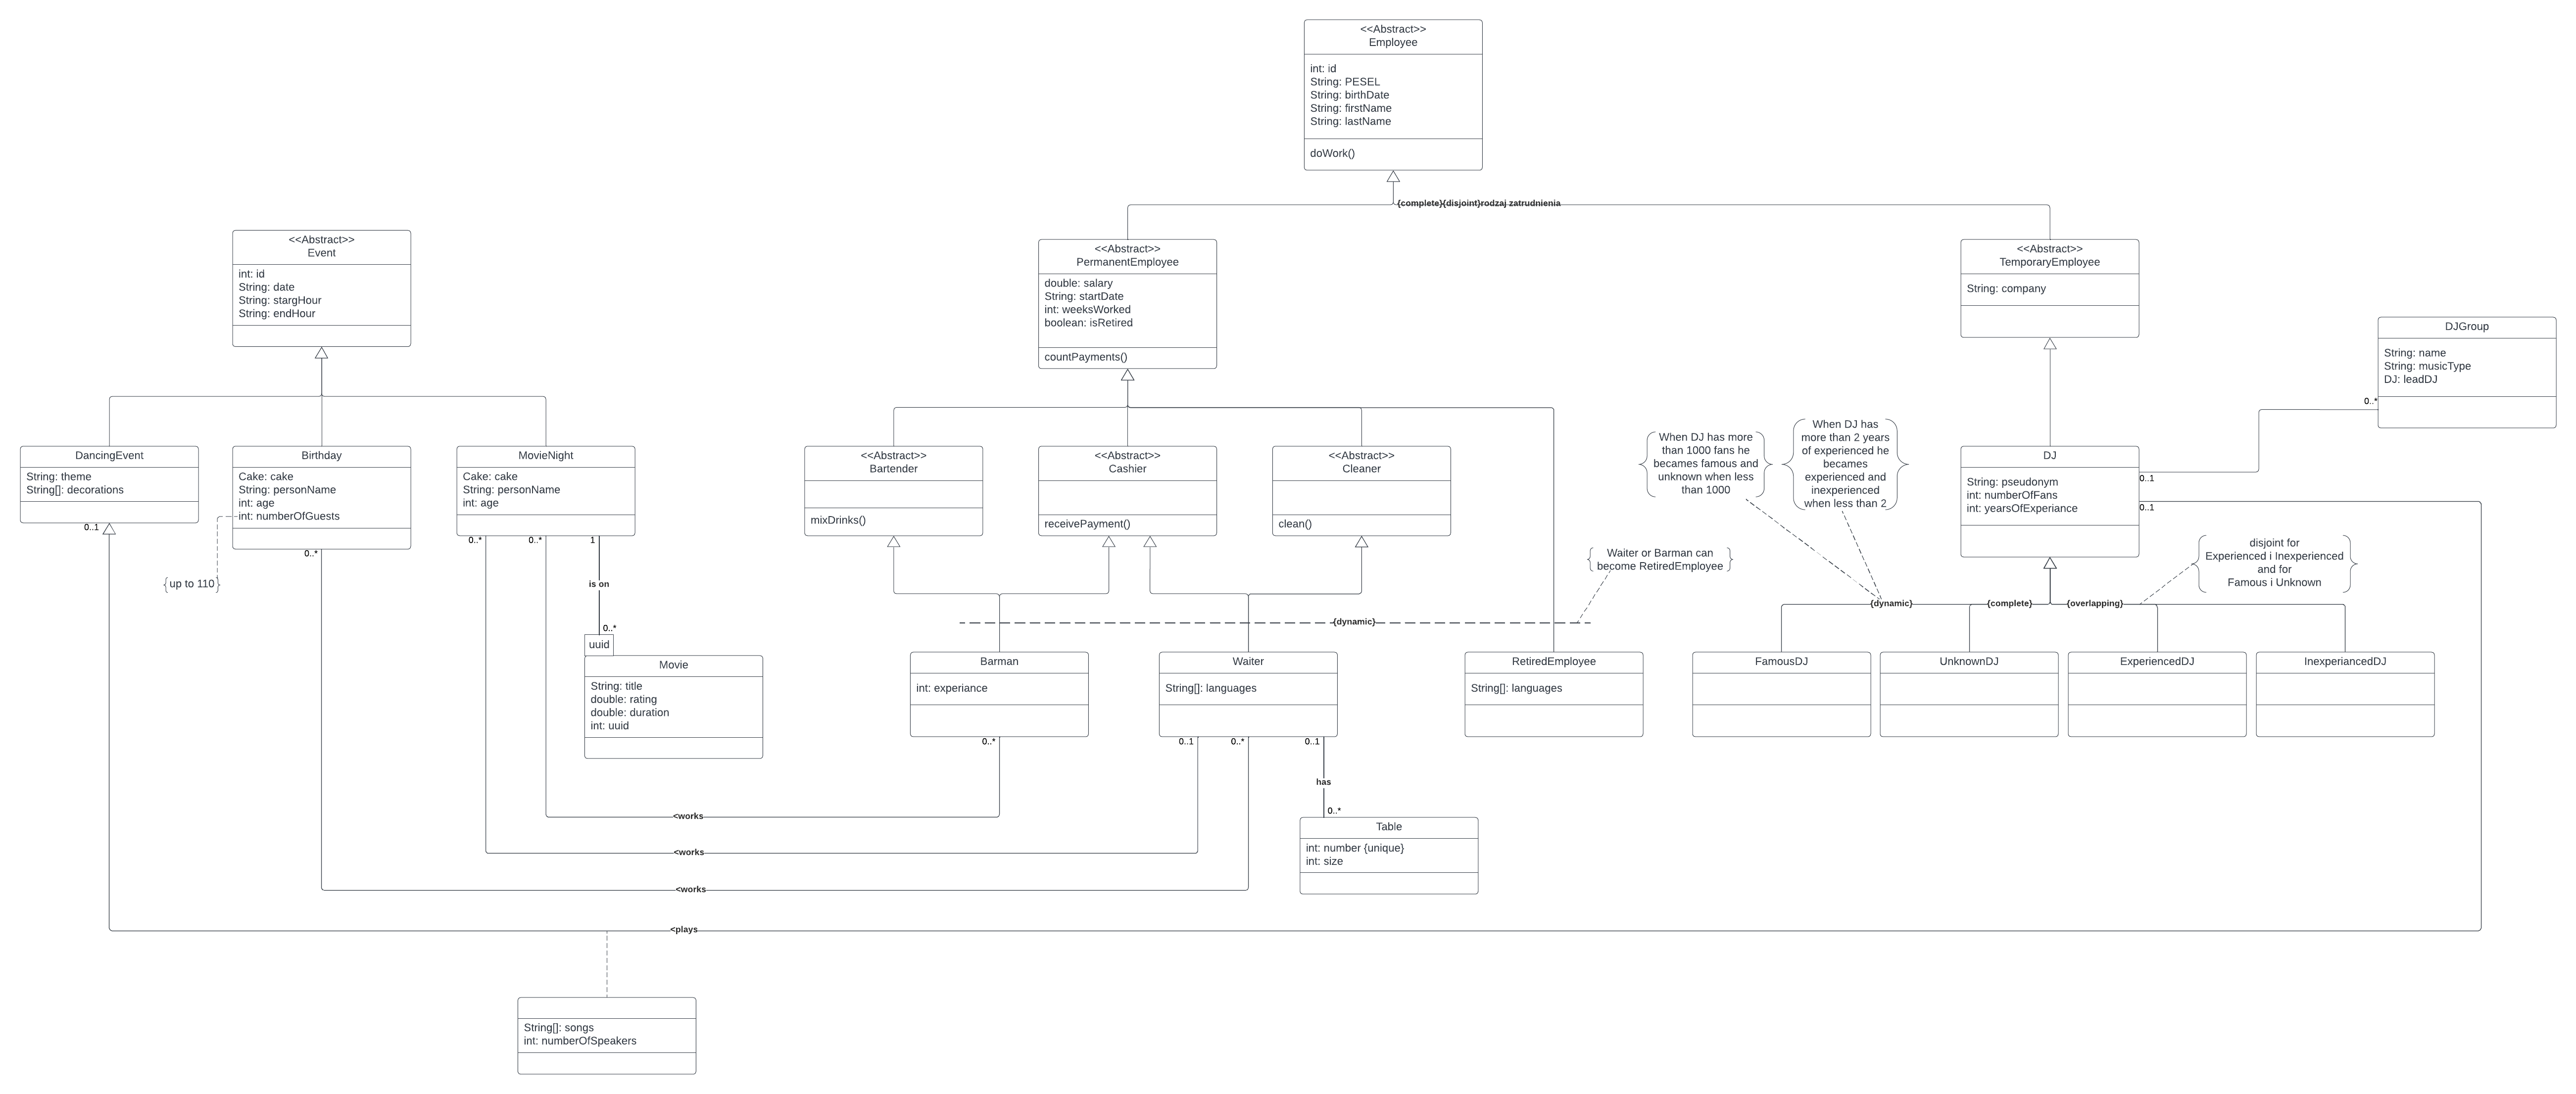 <<Abstract>>
Employee
int: id
String: PESEL
String: birthDate
String: firstName
String: lastName
doWork()
{complete}{disjoint}rodzaj zatrudnienia
<<Abstract>>
Event
int: id
String: date
String: stargHour
String: endHour
<<Abstract>>
PermanentEmployee
double: salary
String: startDate
int: weeksWorked
boolean: isRetired
countPayments()
<<Abstract>>
TemporaryEmployee
String: company
DJGroup
String: name
String: musicType
DJ: leadDJ
0..*
DancingEvent
String: theme
String[]: decorations
0..1
Birthday
Cake: cake
String: personName
int: age
int: numberOfGuests
0..*
{up to 110}
MovieNight
Cake: cake
String: personName
int: age
0..*
0..*
1
is on
0..*
uuid
Movie
String: title
double: rating
double: duration
int: uuid
<<Abstract>>
Bartender
mixDrinks()
<<Abstract>>
Cashier
receivePayment()
<<Abstract>>
Cleaner
clean()
When DJ has more
than 1000 fans he
becames famous and
unknown when less
than 1000
When DJ has
more than 2 years
of experienced he
becames
experienced and
inexperienced
when less than 2
DJ
String: pseudonym
int: numberOfFans
int: yearsOfExperiance
0..1
0..1
Waiter or Barman can
become RetiredEmployee
disjoint for
Experienced i Inexperienced
and for
Famous i Unknown
{dynamic}
{complete}
{overlapping}
{dynamic}
Barman
int: experiance
0..*
Waiter
String[]: languages
0..1
0..*
0..1
RetiredEmployee
String[]: languages
FamousDJ
UnknownDJ
ExperiencedDJ
InexperiancedDJ
has
0..*
Table
int: number {unique}
int: size
<works
<works
<works
<plays
String[]: songs
int: numberOfSpeakers